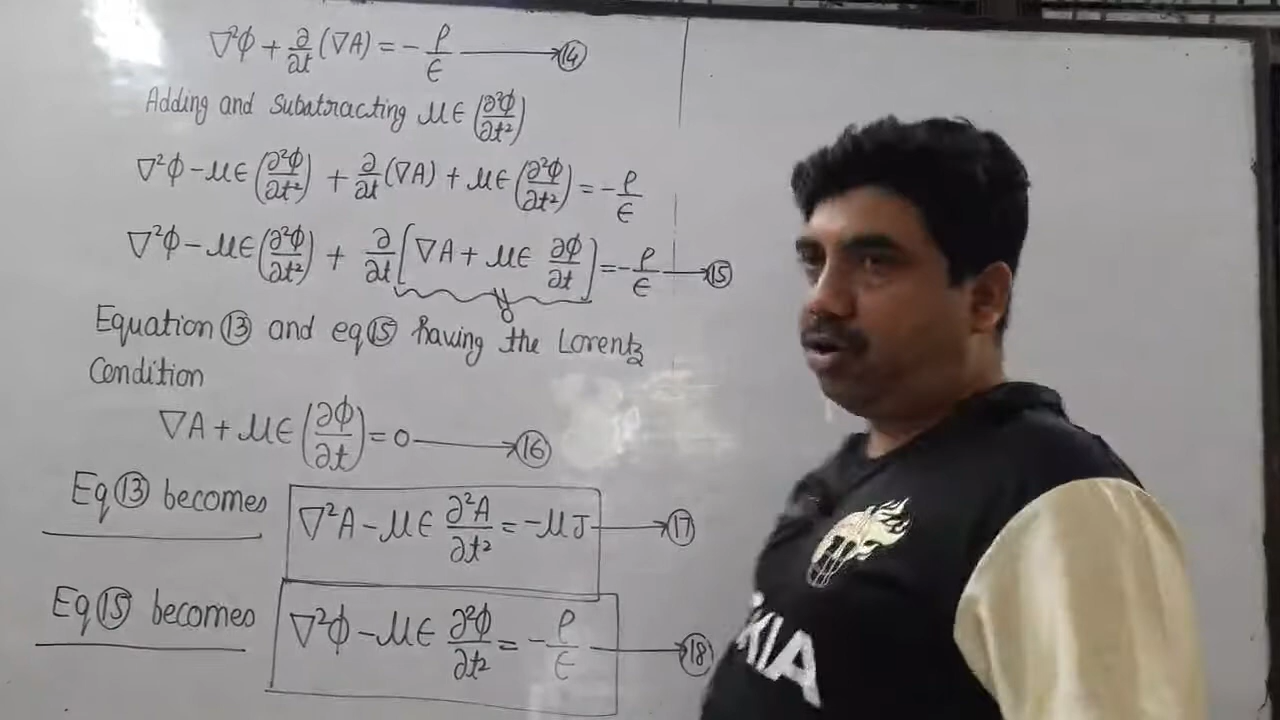 ∇²Φ + ∂/∂t (∇A) = - ρ/ϵ → ⑭
Adding and Subatracting μϵ (∂²Φ/∂t²)
∇²Φ - μϵ (∂²Φ/∂t²) + ∂/∂t (∇A) + μϵ (∂²Φ/∂t²) = - ρ/ϵ
∇²Φ - μϵ (∂²Φ/∂t²) + ∂/∂t [∇A + μϵ ∂Φ/∂t] = - ρ/ϵ → ⑮
Equation ⑬ and eq ⑮ having the Lorentz
Condition
∇A + μϵ (∂Φ/∂t) = 0 → ⑯
Eq ⑬ becomes ∇²A - μϵ ∂²A/∂t² = -μJ → ⑰
Eq ⑮ becomes ∇²Φ - μϵ ∂²Φ/∂t² = - ρ/ϵ → ⑱
KIA